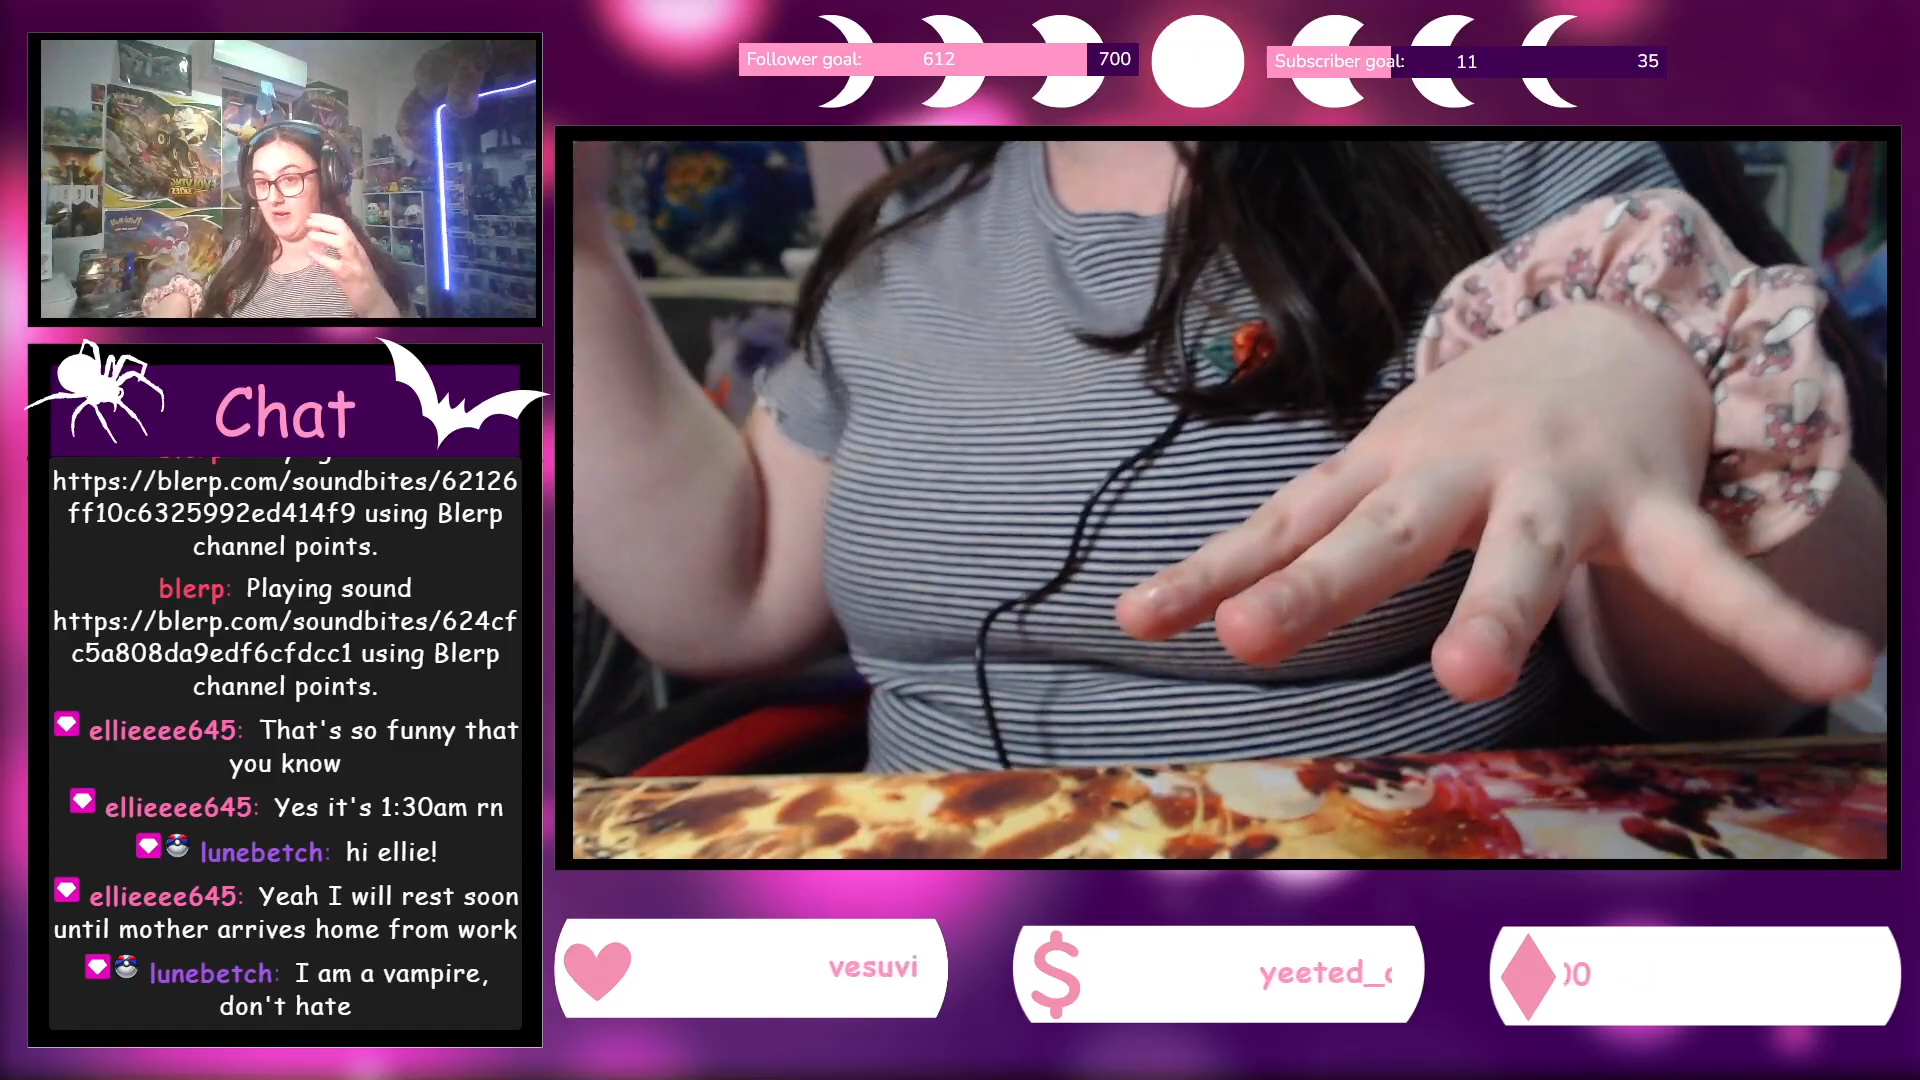 Follower goal: 612 700
Subscriber goal: 11 35
Chat
https://blerp.com/soundbites/62126
ff10c6325992ed414f9 using Blerp
channel points.
blerp: Playing sound
https://blerp.com/soundbites/624cf
c5a808da9edf6cfdcc1 using Blerp
channel points.
ellieeee645: That's so funny that
you know
ellieeee645: Yes it's 1:30am rn
lunebetch: hi ellie!
ellieeee645: Yeah I will rest soon
until mother arrives home from work
lunebetch: I am a vampire,
don't hate
vesuvi
$ yeeted_